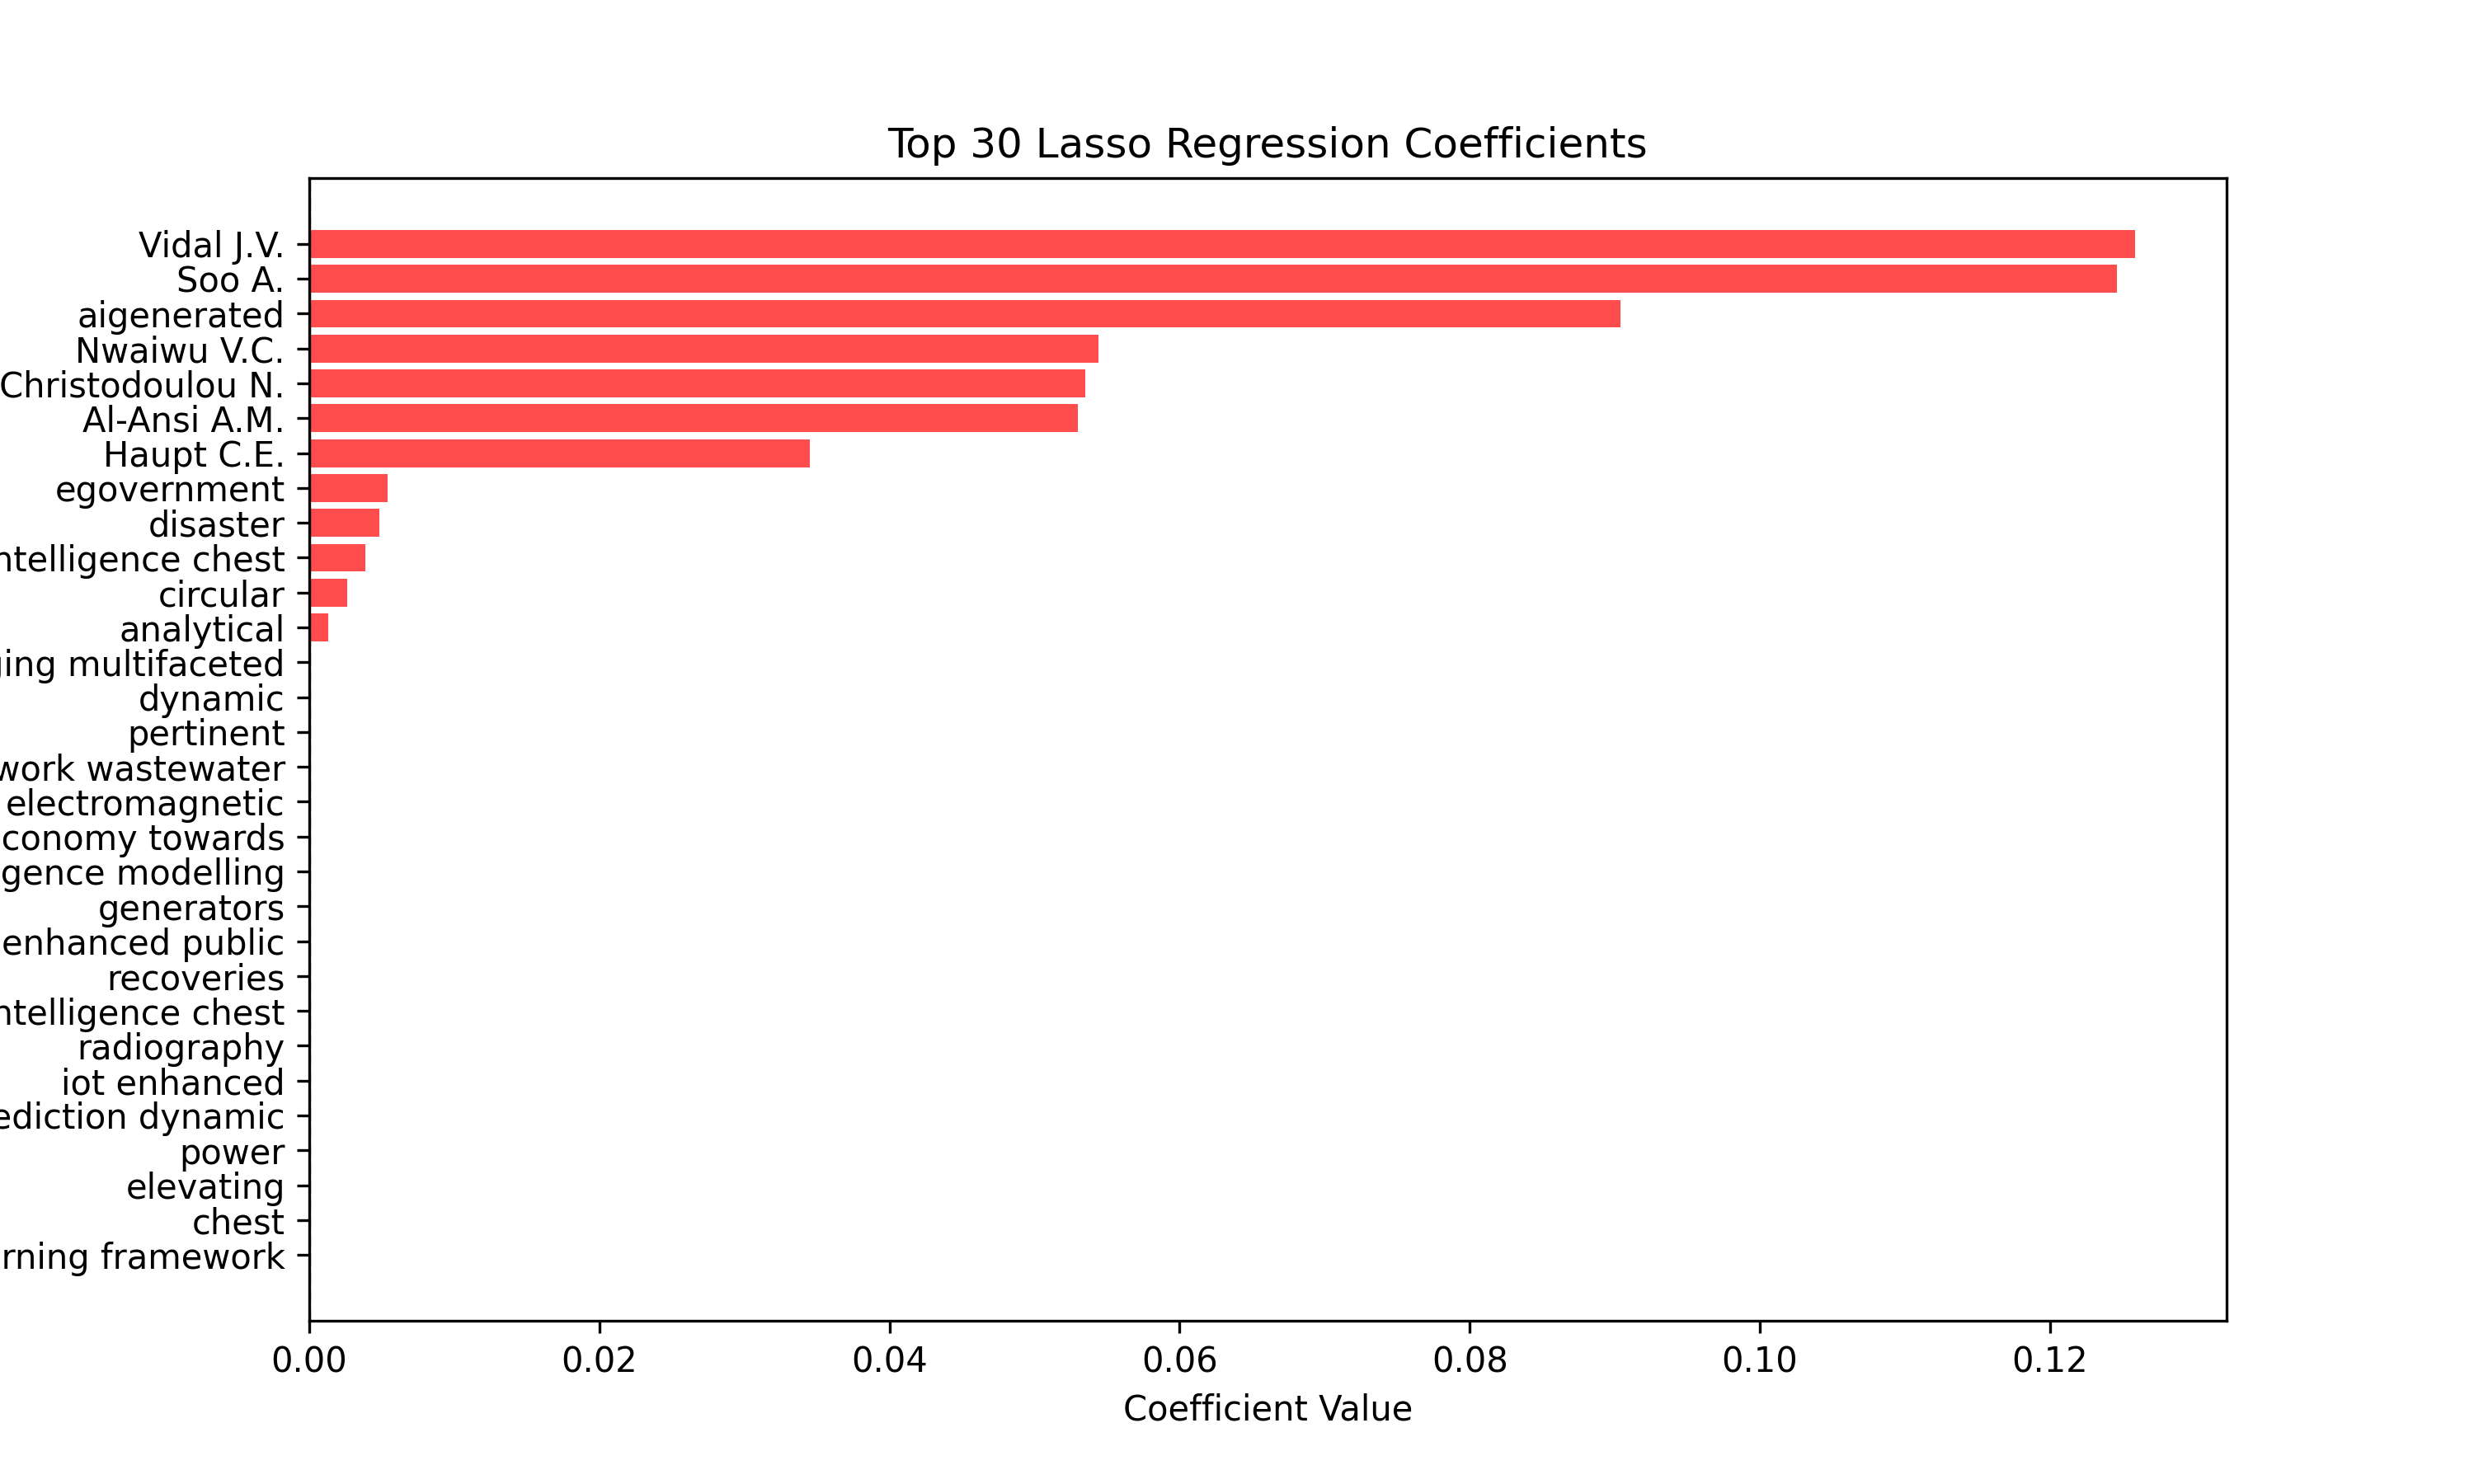 Top 30 Lasso Regression Coefficients
Vidal J.V.
Soo A.
aigenerated
Nwaiwu V.C.
Christodoulou N.
Al-Ansi A.M.
Haupt C.E.
egovernment
disaster
ntelligence chest
circular
analytical
ging multifaceted
dynamic
pertinent
work wastewater
electromagnetic
conomy towards
gence modelling
generators
enhanced public
recoveries
ntelligence chest
radiography
iot enhanced
ediction dynamic
power
elevating
chest
rning framework
0.00 0.02 0.04 0.06 0.08 0.10 0.12
Coefficient Value